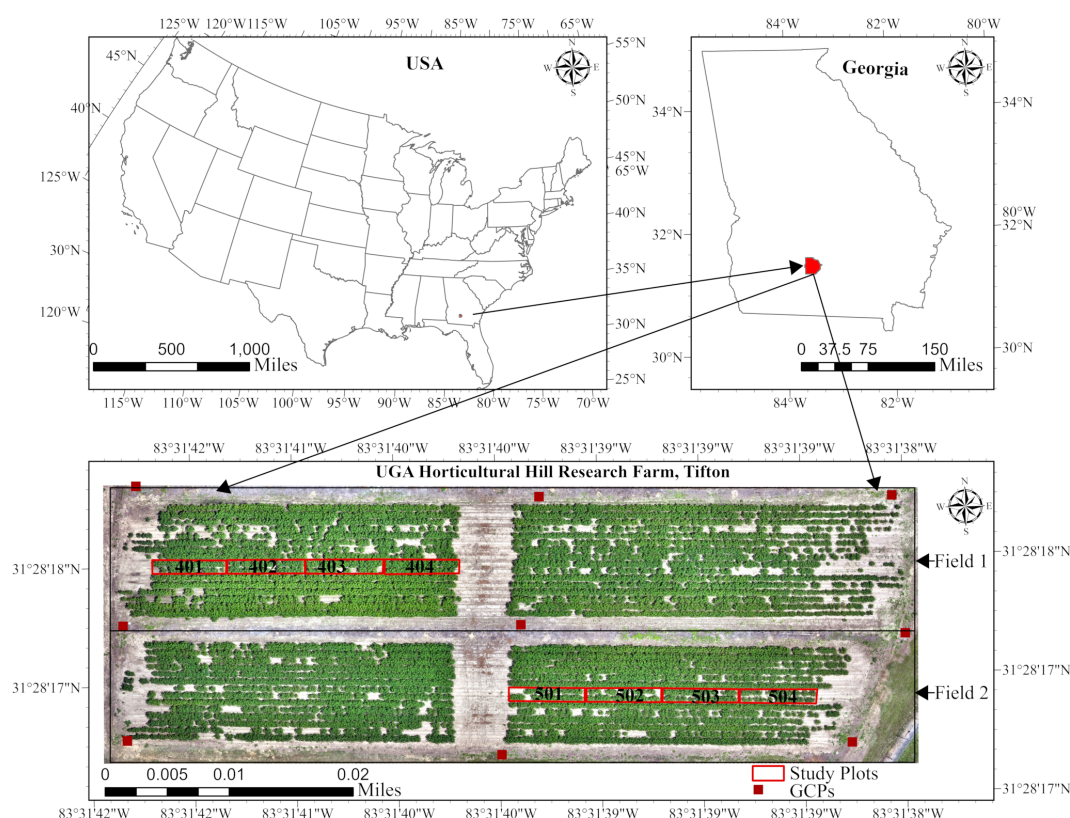 125°W 120°W 115°W 110°W 105°W 100°W 95°W 90°W 85°W 80°W 75°W 70°W 65°W
84°W 82°W 80°W
45°N
40°N
125°W
30°N
120°W
USA
N
W E
S
55°N
50°N
45°N
65°W
40°N
35°N
30°N
25°N
0 500 1,000
Miles
115°W 110°W 105°W 100°W 95°W 90°W 85°W 80°W 75°W 70°W
Georgia
N
W E
S
34°N
32°N
30°N
34°N
80°W
32°N
30°N
0 37.5 75 150
Miles
84°W 82°W
83°31'42"W 83°31'41"W 83°31'40"W 83°31'40"W 83°31'39"W 83°31'39"W 83°31'39"W 83°31'38"W
UGA Horticultural Hill Research Farm, Tifton
N
W E
S
31°28'18"N
31°28'17"N
401 402 403 404
501 502 503 504
31°28'18"N
Field 1
Field 2
31°28'17"N
0 0.005 0.01 0.02
Miles
Study Plots
GCPs
83°31'42"W 83°31'42"W 83°31'41"W 83°31'40"W 83°31'40"W 83°31'39"W 83°31'39"W 83°31'38"W 83°31'38"W